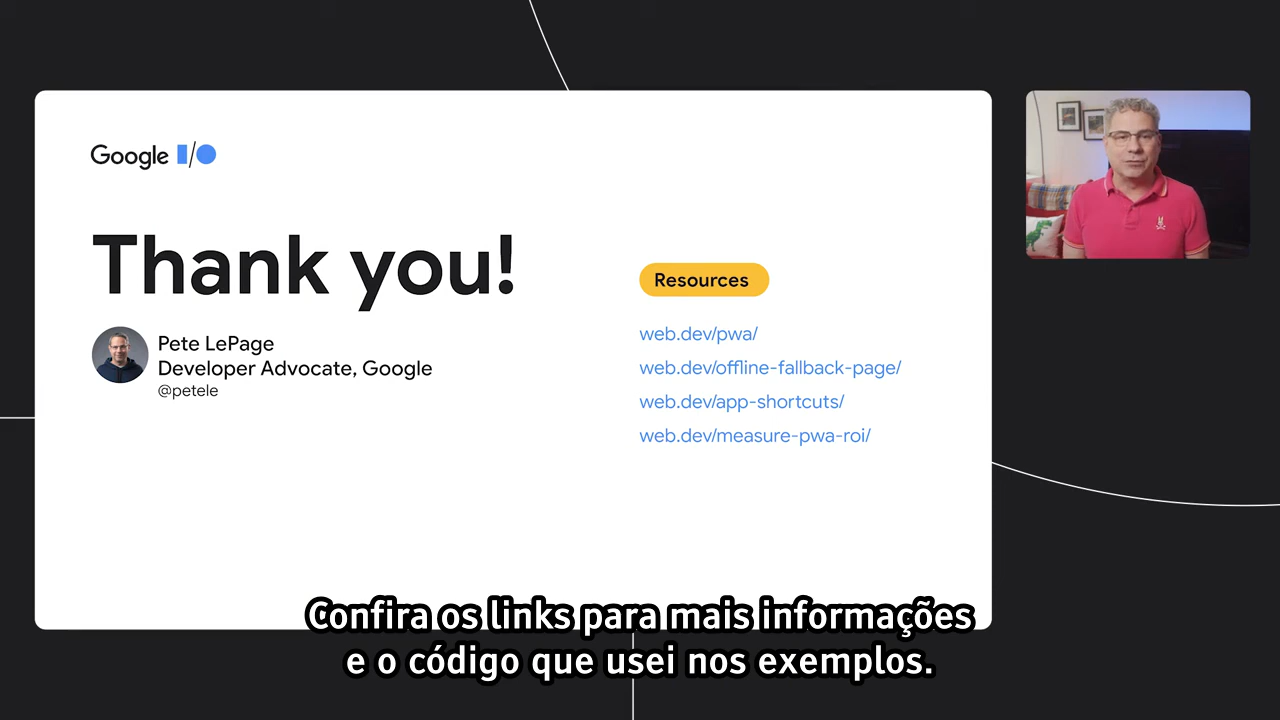 Google I/O
Thank you!
Pete LePage
Developer Advocate, Google
@petele
Resources
web.dev/pwa/
web.dev/offline-fallback-page/
web.dev/app-shortcuts/
web.dev/measure-pwa-roi/
Confira os links para mais informações
e o código que usei nos exemplos.